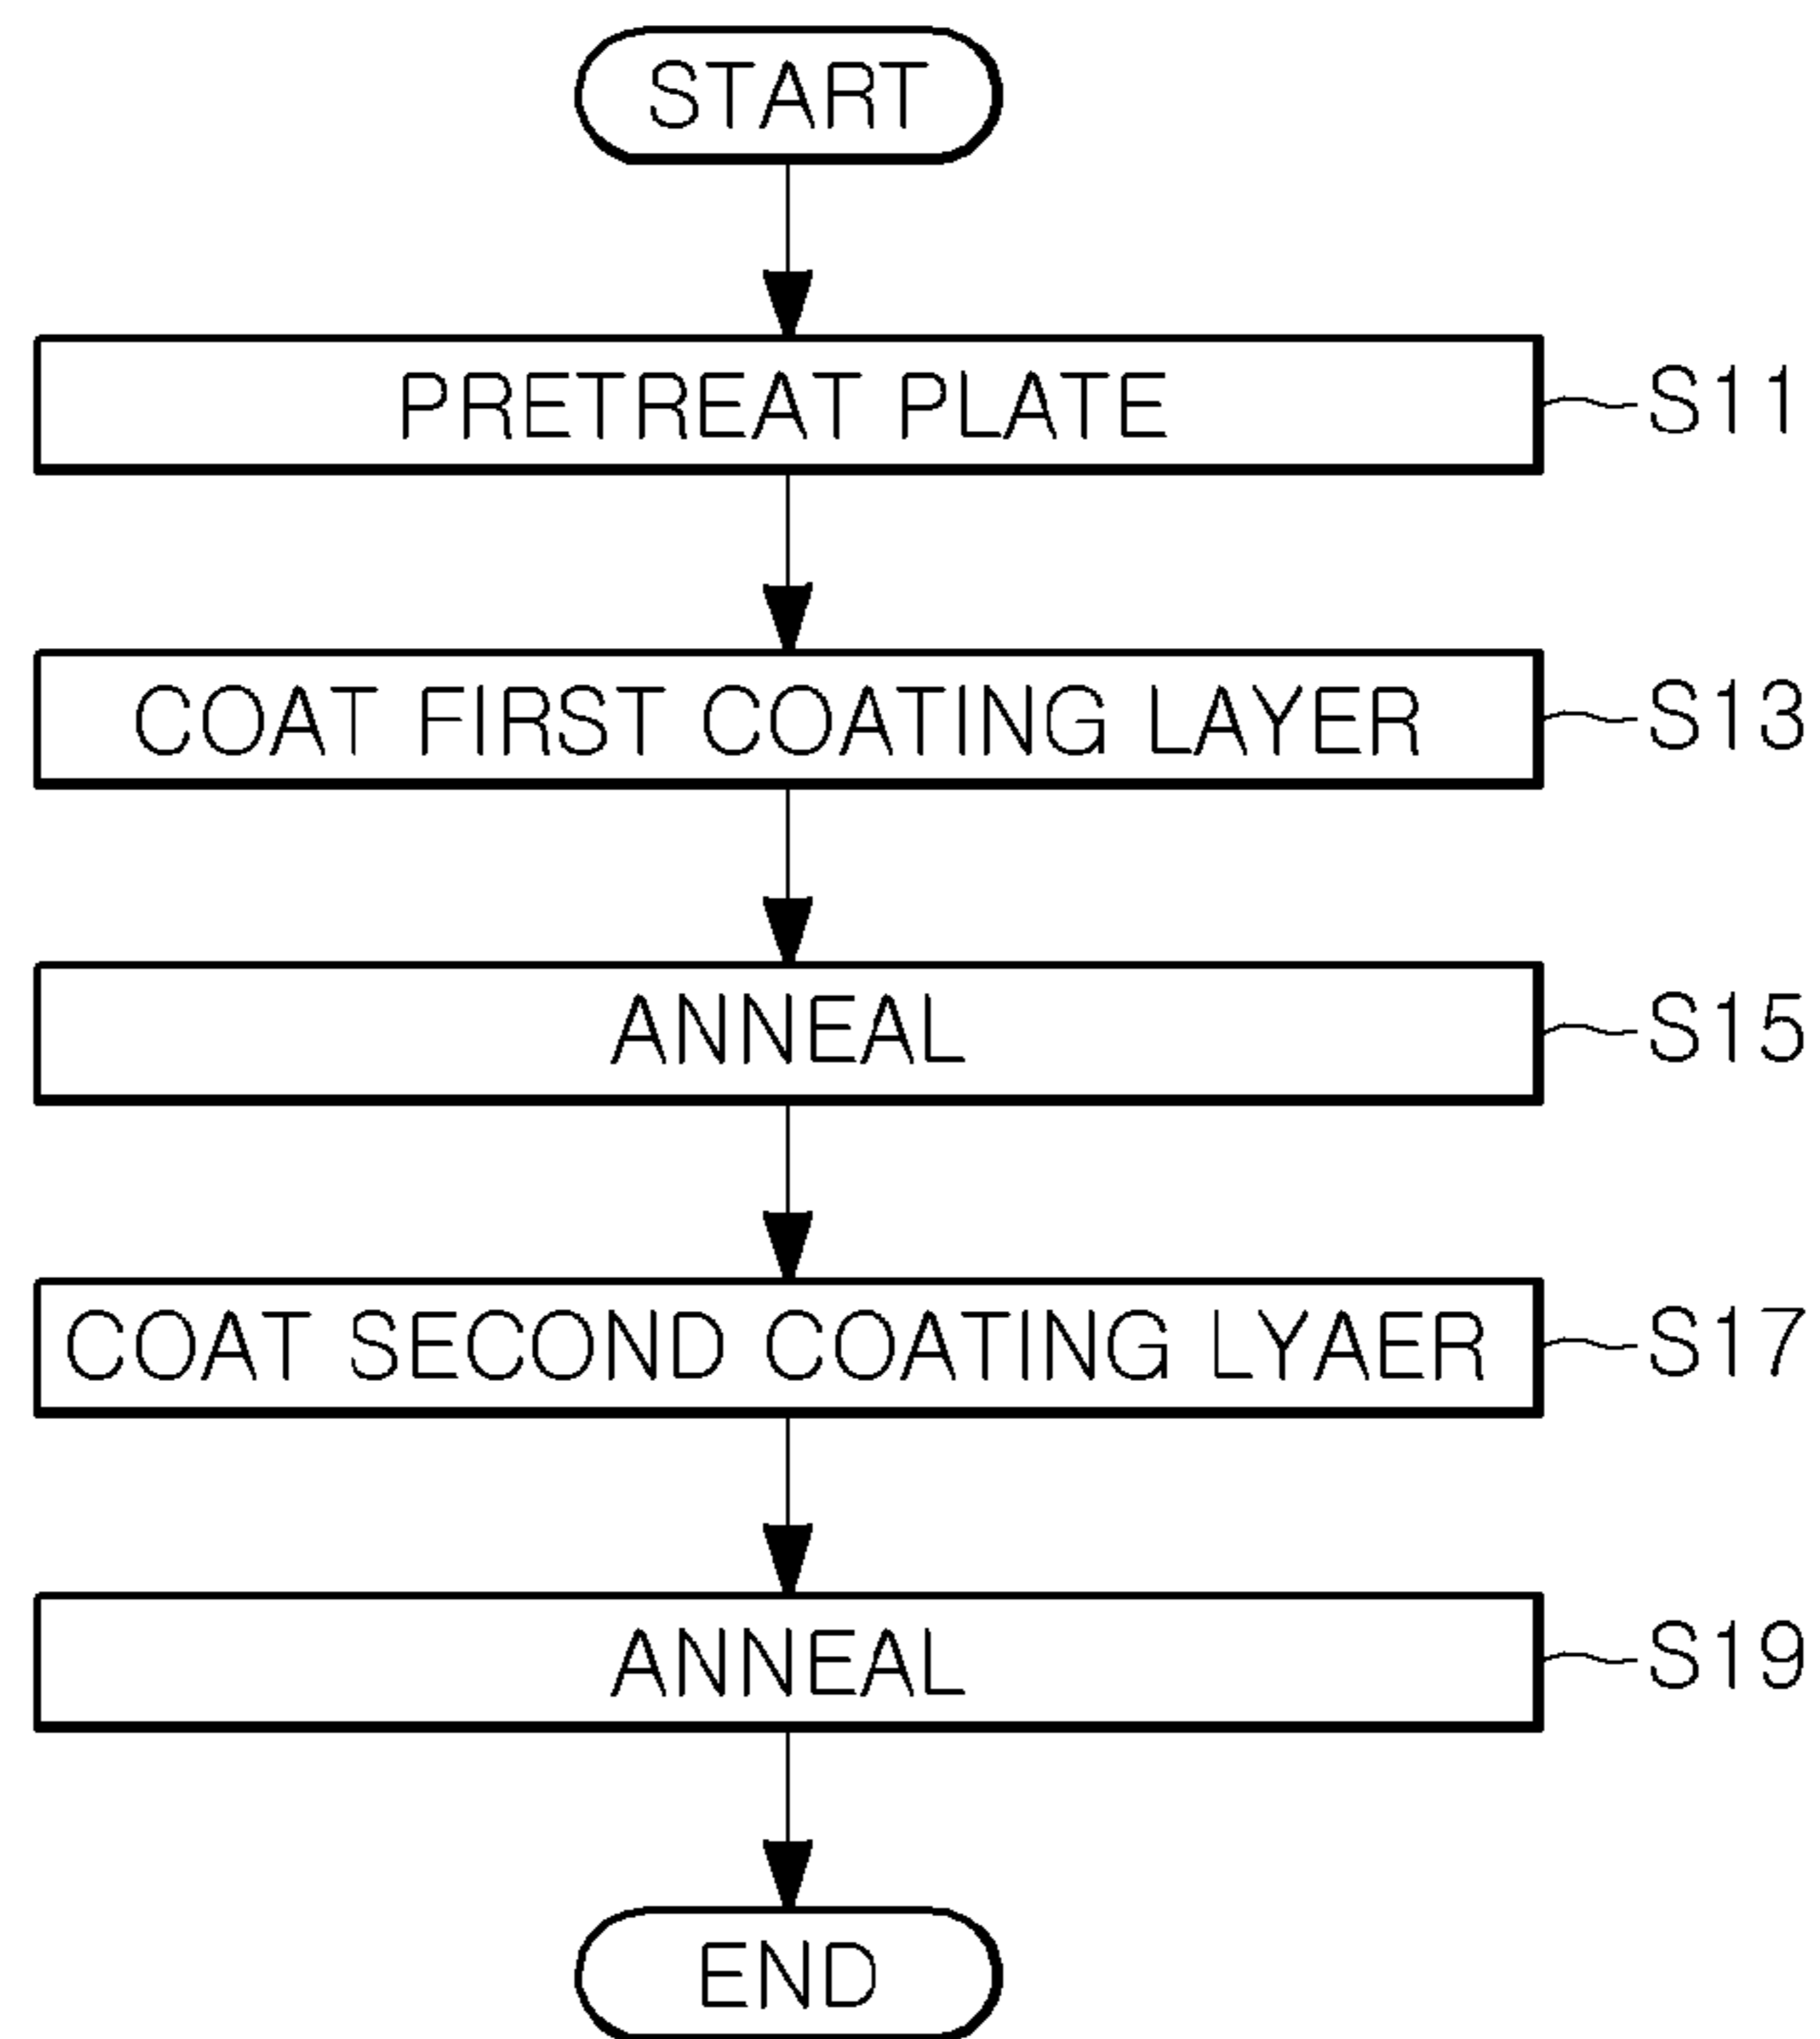 START
PRETREAT PLATE S11
COAT FIRST COATING LAYER S13
ANNEAL S15
COAT SECOND COATING LYAER S17
ANNEAL S19
END